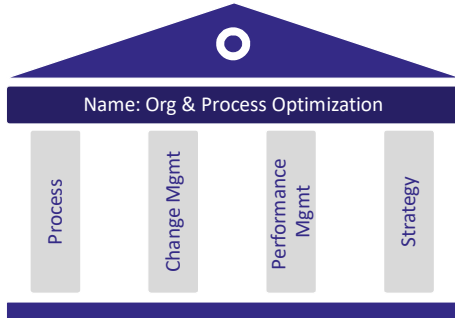 Name: Org & Process Optimization
Process
Change Mgmt
Performance
Mgmt
Strategy